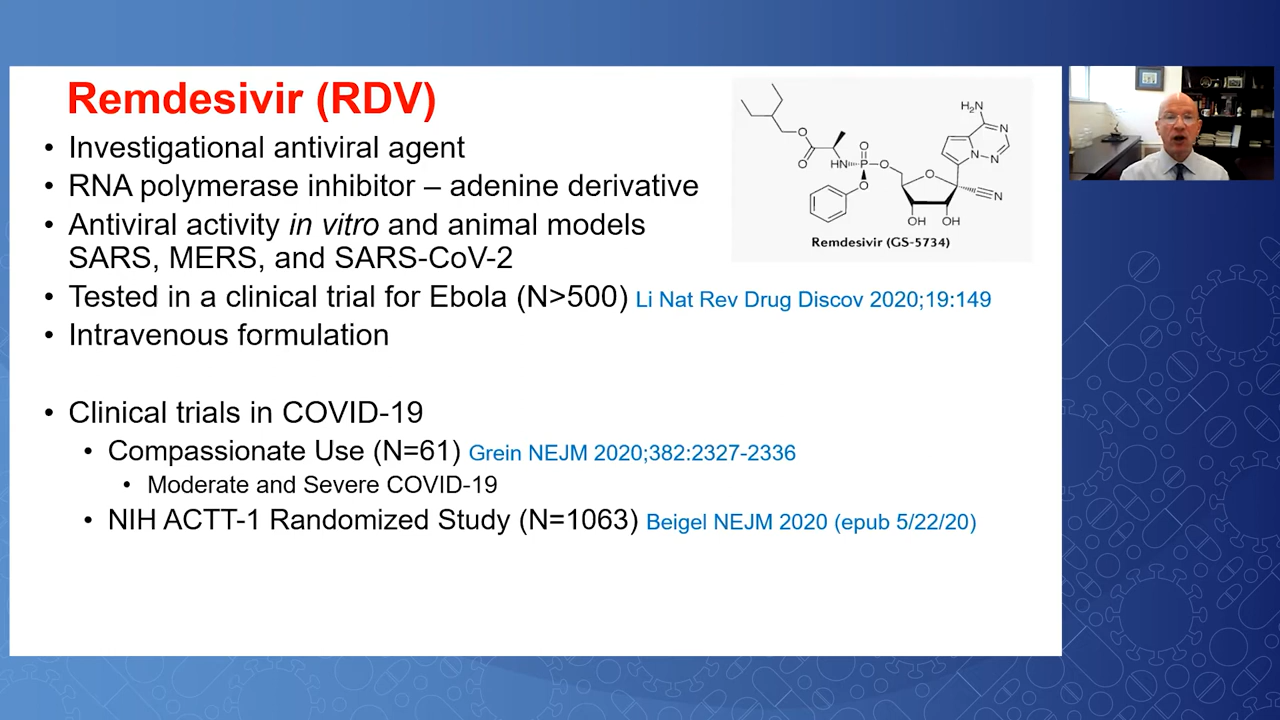 Remdesivir (RDV)
• Investigational antiviral agent
• RNA polymerase inhibitor – adenine derivative
• Antiviral activity in vitro and animal models
SARS, MERS, and SARS-CoV-2
• Tested in a clinical trial for Ebola (N>500) Li Nat Rev Drug Discov 2020;19:149
• Intravenous formulation
• Clinical trials in COVID-19
• Compassionate Use (N=61) Grein NEJM 2020;382:2327-2336
• Moderate and Severe COVID-19
• NIH ACTT-1 Randomized Study (N=1063) Beigel NEJM 2020 (epub 5/22/20)
H₂N
N
N
N
O
O
HN
P
O
O
O
O
N
OH
OH
Remdesivir (GS-5734)